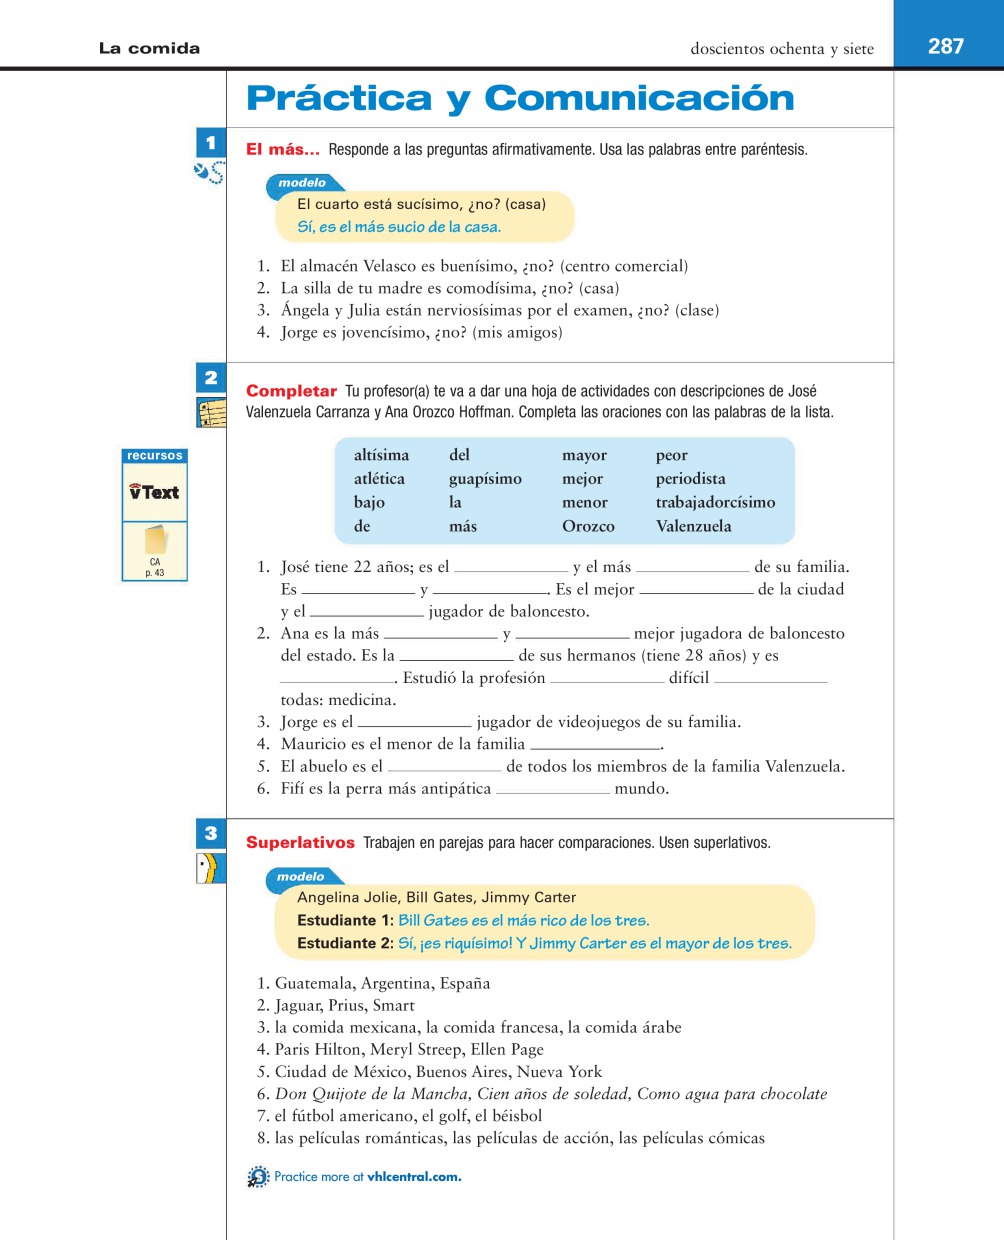 La comida
doscientos ochenta y siete
287
Práctica y Comunicación
1
El más... Responde a las preguntas afirmativamente. Usa las palabras entre paréntesis.
modelo
El cuarto está sucísimo, ¿no? (casa)
Sí, es el más sucio de la casa.
1. El almacén Velasco es buenísimo, ¿no? (centro comercial)
2. La silla de tu madre es comodísima, ¿no? (casa)
3. Ángela y Julia están nerviosísimas por el examen, ¿no? (clase)
4. Jorge es jovencísimo, ¿no? (mis amigos)
2
Completar Tu profesor(a) te va a dar una hoja de actividades con descripciones de José
Valenzuela Carranza y Ana Orozco Hoffman. Completa las oraciones con las palabras de la lista.
recursos
vText
CA
p. 43
altísima del mayor peor
atlética guapísimo mejor periodista
bajo la menor trabajadorcísimo
de más Orozco Valenzuela
1. José tiene 22 años; es el ____________ y el más ____________ de su familia.
Es ____________ y ____________. Es el mejor ____________ de la ciudad
y el ____________ jugador de baloncesto.
2. Ana es la más ____________ y ____________ mejor jugadora de baloncesto
del estado. Es la ____________ de sus hermanos (tiene 28 años) y es
____________. Estudió la profesión ____________ difícil ____________
todas: medicina.
3. Jorge es el ____________ jugador de videojuegos de su familia.
4. Mauricio es el menor de la familia ____________.
5. El abuelo es el ____________ de todos los miembros de la familia Valenzuela.
6. Fifí es la perra más antipática ____________ mundo.
3
Superlativos Trabajen en parejas para hacer comparaciones. Usen superlativos.
modelo
Angelina Jolie, Bill Gates, Jimmy Carter
Estudiante 1: Bill Gates es el más rico de los tres.
Estudiante 2: Sí, ¡es riquísimo! Y Jimmy Carter es el mayor de los tres.
1. Guatemala, Argentina, España
2. Jaguar, Prius, Smart
3. la comida mexicana, la comida francesa, la comida árabe
4. Paris Hilton, Meryl Streep, Ellen Page
5. Ciudad de México, Buenos Aires, Nueva York
6. Don Quijote de la Mancha, Cien años de soledad, Como agua para chocolate
7. el fútbol americano, el golf, el béisbol
8. las películas románticas, las películas de acción, las películas cómicas
Practice more at vhlcentral.com.